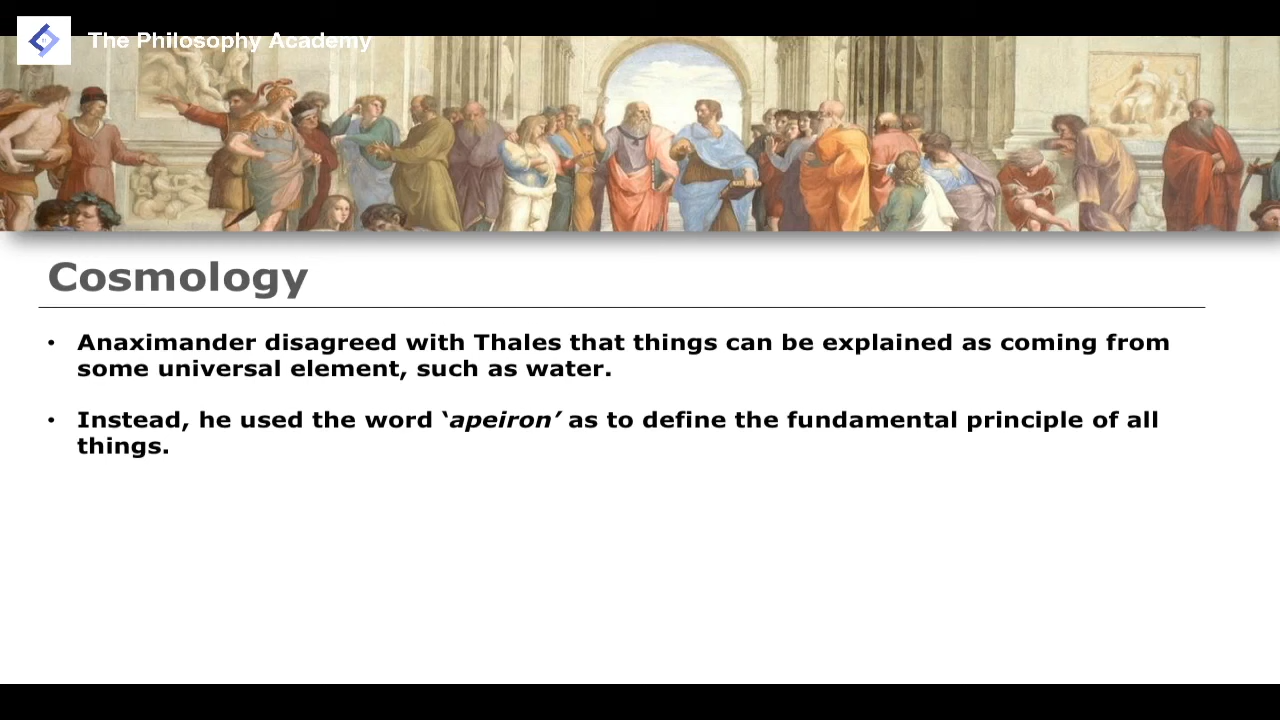 The Philosophy Academy
Cosmology
• Anaximander disagreed with Thales that things can be explained as coming from
some universal element, such as water.
• Instead, he used the word ‘apeiron’ as to define the fundamental principle of all
things.